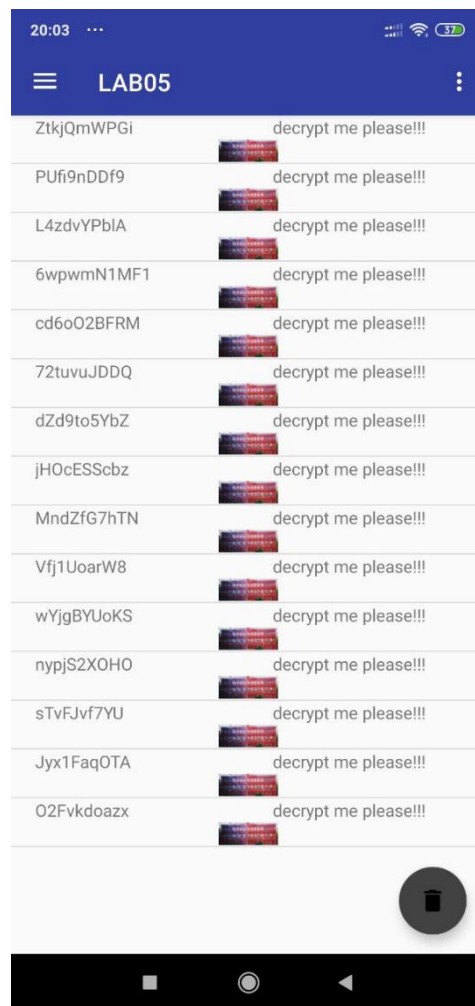 20:03 ... 37
LAB05
ZtkjQmWPGi decrypt me please!!!
PUfi9nDDf9 decrypt me please!!!
L4zdvYPblA decrypt me please!!!
6wpwmN1MF1 decrypt me please!!!
cd6oO2BFRM decrypt me please!!!
72tuvuJDDQ decrypt me please!!!
dZd9to5YbZ decrypt me please!!!
jHOcESScbz decrypt me please!!!
MndZfG7hTN decrypt me please!!!
Vfj1UoarW8 decrypt me please!!!
wYjgBYUoKS decrypt me please!!!
nypjS2XOHO decrypt me please!!!
sTvFJvf7YU decrypt me please!!!
Jyx1FaqOTA decrypt me please!!!
O2Fvkdoazx decrypt me please!!!